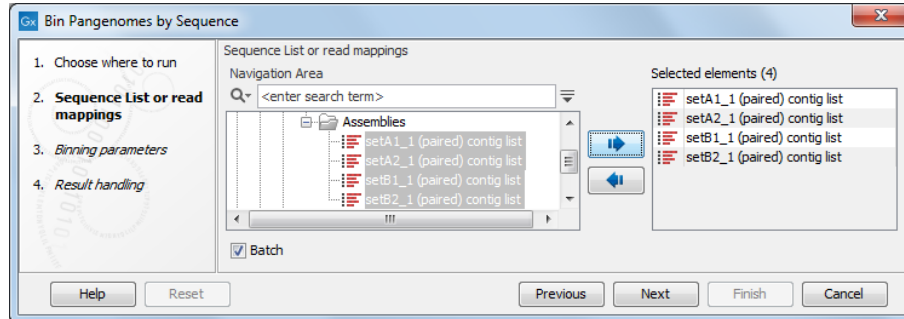 Gx Bin Pangenomes by Sequence
1. Choose where to run
2. Sequence List or read
mappings
3. Binning parameters
4. Result handling
Sequence List or read mappings
Navigation Area
<enter search term>
Assemblies
setA1_1 (paired) contig list
setA2_1 (paired) contig list
setB1_1 (paired) contig list
setB2_1 (paired) contig list
Batch
Selected elements (4)
setA1_1 (paired) contig list
setA2_1 (paired) contig list
setB1_1 (paired) contig list
setB2_1 (paired) contig list
Help Reset Previous Next Finish Cancel